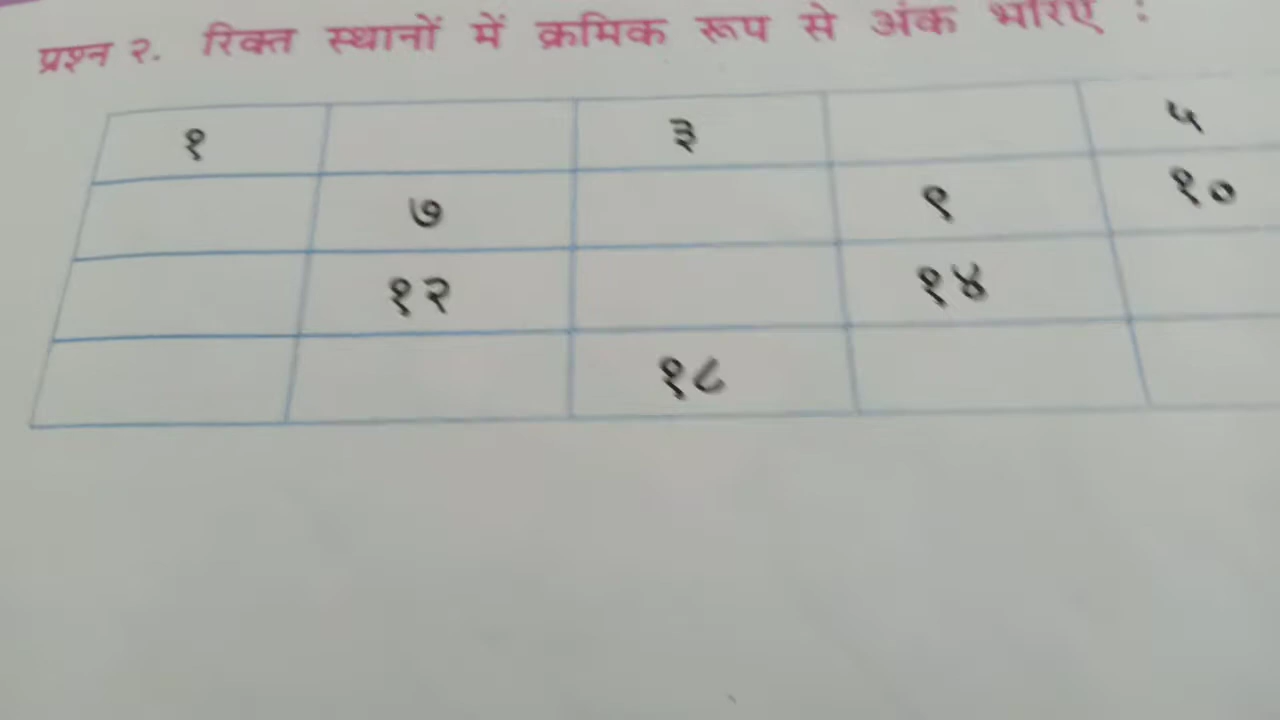 प्रश्न २. रिक्त स्थानों में क्रमिक रूप से अंक भरिए :
१ ३ ५
७ ९ १०
१२ १४
१८